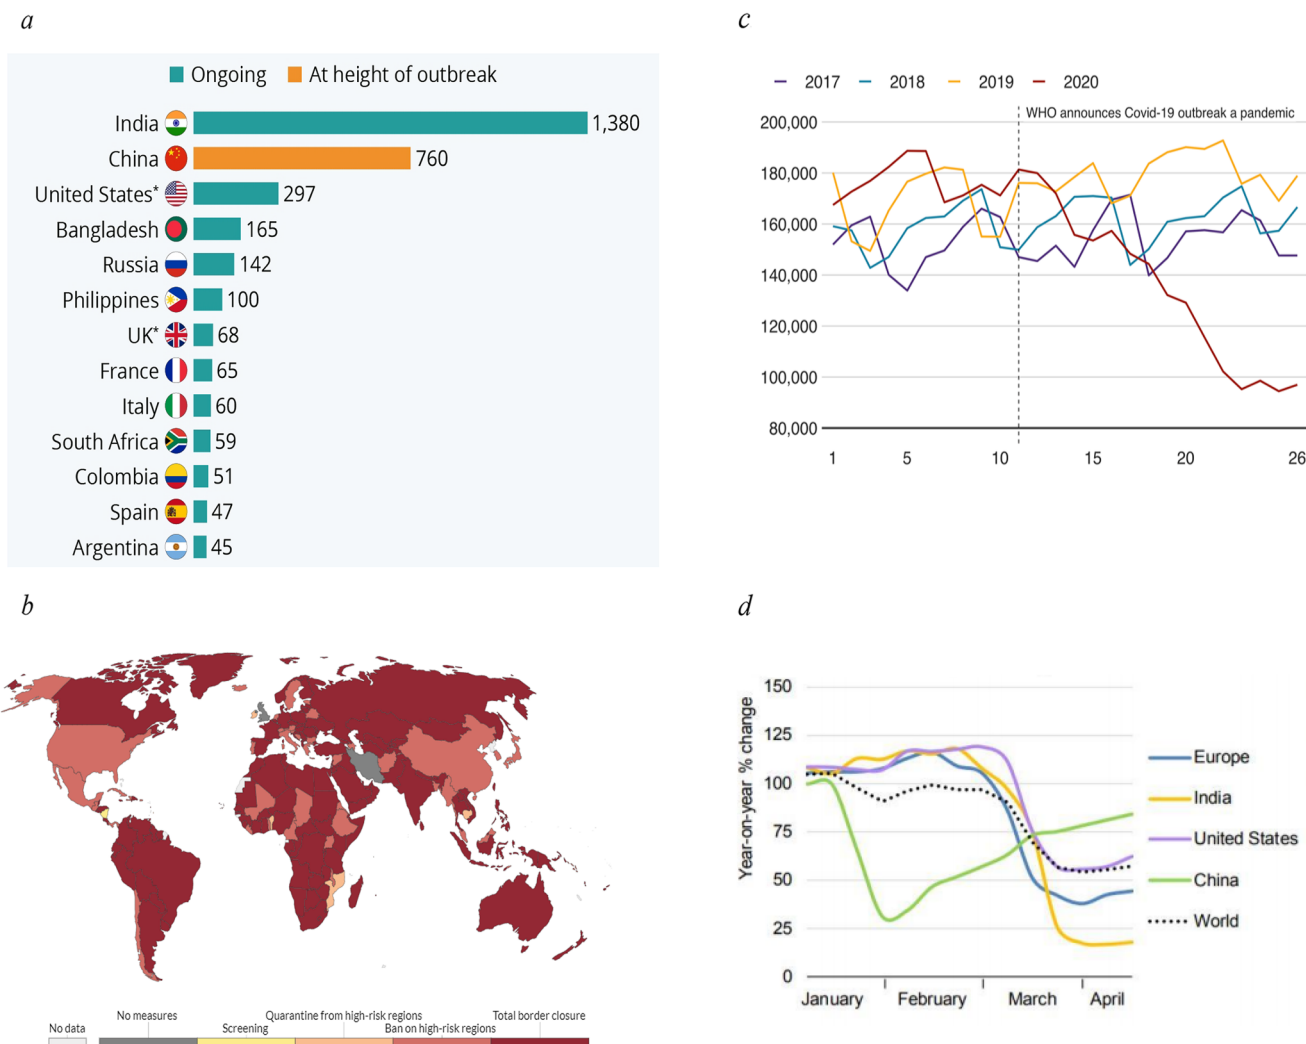 a
Ongoing At height of outbreak
India 1,380
China 760
United States* 297
Bangladesh 165
Russia 142
Philippines 100
UK* 68
France 65
Italy 60
South Africa 59
Colombia 51
Spain 47
Argentina 45
b
No measures Quarantine from high-risk regions Total border closure
No data Screening Ban on high-risk regions
c
2017 2018 2019 2020
WHO announces Covid-19 outbreak a pandemic
200,000
180,000
160,000
140,000
120,000
100,000
80,000
1 5 10 15 20 26
d
Year-on-year % change
150
125
100
75
50
25
0
January February March April
Europe
India
United States
China
World